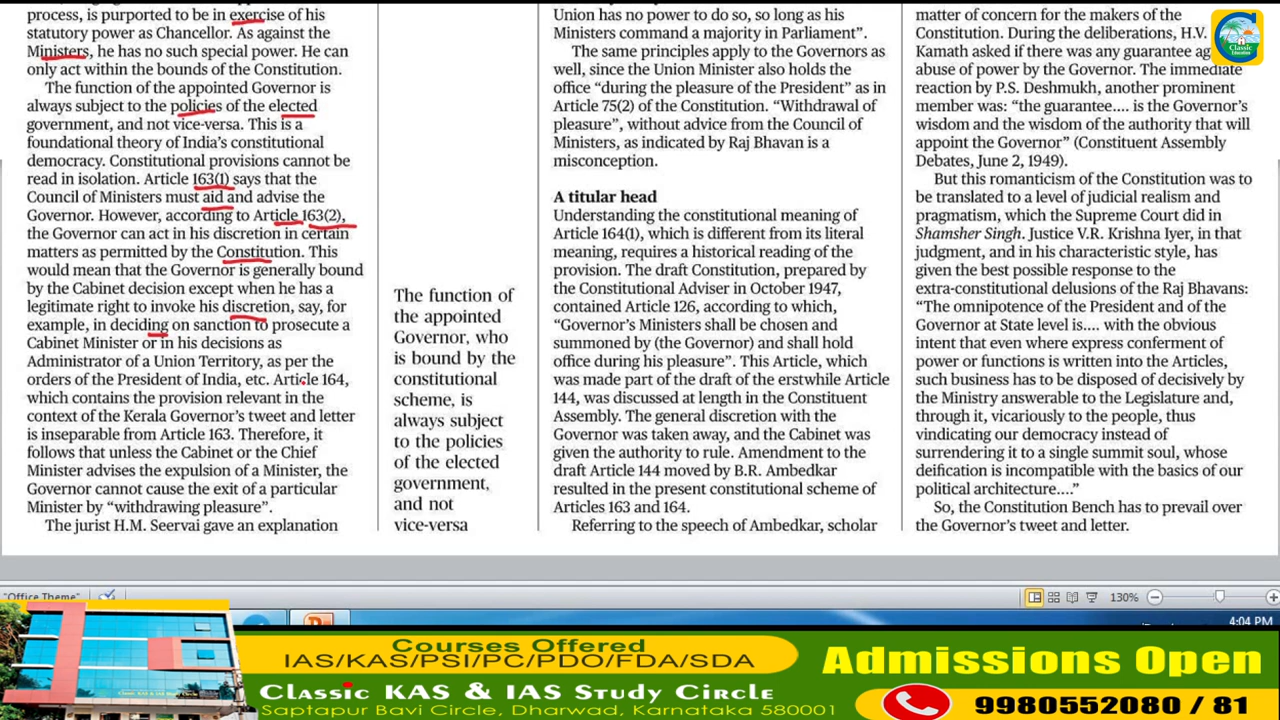 process, is purported to be in exercise of his
statutory power as Chancellor. As against the
Ministers, he has no such special power. He can
only act within the bounds of the Constitution.
The function of the appointed Governor is
always subject to the policies of the elected
government, and not vice-versa. This is a
foundational theory of India's constitutional
democracy. Constitutional provisions cannot be
read in isolation. Article 163(1) says that the
Council of Ministers must aid and advise the
Governor. However, according to Article 163(2),
the Governor can act in his discretion in certain
matters as permitted by the Constitution. This
would mean that the Governor is generally bound
by the Cabinet decision except when he has a
legitimate right to invoke his discretion, say, for
example, in deciding on sanction to prosecute a
Cabinet Minister or in his decisions as
Administrator of a Union Territory, as per the
orders of the President of India, etc. Article 164,
which contains the provision relevant in the
context of the Kerala Governor's tweet and letter
is inseparable from Article 163. Therefore, it
follows that unless the Cabinet or the Chief
Minister advises the expulsion of a Minister, the
Governor cannot cause the exit of a particular
Minister by "withdrawing pleasure".
The jurist H.M. Seervai gave an explanation
The function of
the appointed
Governor, who
is bound by the
constitutional
scheme, is
always subject
to the policies
of the elected
government,
and not
vice-versa
Union has no power to do so, so long as his
Ministers command a majority in Parliament".
The same principles apply to the Governors as
well, since the Union Minister also holds the
office "during the pleasure of the President" as in
Article 75(2) of the Constitution. "Withdrawal of
pleasure", without advice from the Council of
Ministers, as indicated by Raj Bhavan is a
misconception.
A titular head
Understanding the constitutional meaning of
Article 164(1), which is different from its literal
meaning, requires a historical reading of the
provision. The draft Constitution, prepared by
the Constitutional Adviser in October 1947,
contained Article 126, according to which,
"Governor's Ministers shall be chosen and
summoned by (the Governor) and shall hold
office during his pleasure". This Article, which
was made part of the draft of the erstwhile Article
144, was discussed at length in the Constituent
Assembly. The general discretion with the
Governor was taken away, and the Cabinet was
given the authority to rule. Amendment to the
draft Article 144 moved by B.R. Ambedkar
resulted in the present constitutional scheme of
Articles 163 and 164.
Referring to the speech of Ambedkar, scholar
matter of concern for the makers of the
Constitution. During the deliberations, H.V.
Kamath asked if there was any guarantee
abuse of power by the Governor. The immediate
reaction by P.S. Deshmukh, another prominent
member was: "the guarantee.... is the Governor's
wisdom and the wisdom of the authority that will
appoint the Governor" (Constituent Assembly
Debates, June 2, 1949).
But this romanticism of the Constitution was to
be translated to a level of judicial realism and
pragmatism, which the Supreme Court did in
Shamsher Singh. Justice V.R. Krishna Iyer, in that
judgment, and in his characteristic style, has
given the best possible response to the
extra-constitutional delusions of the Raj Bhavans:
"The omnipotence of the President and of the
Governor at State level is.... with the obvious
intent that even where express conferment of
power or functions is written into the Articles,
such business has to be disposed of decisively by
the Ministry answerable to the Legislature and,
through it, vicariously to the people, thus
vindicating our democracy instead of
surrendering it to a single summit soul, whose
deification is incompatible with the basics of our
political architecture...."
So, the Constitution Bench has to prevail over
the Governor's tweet and letter.
Classic
Education
"Office Theme"
130%
4:04 PM
Courses Offered
IAS/KAS/PSI/PC/PDO/FDA/SDA
Classic KAS & IAS Study Circle
Saptapur Bavi Circle, Dharwad, Karnataka 580001
Admissions Open
9980552080 / 81